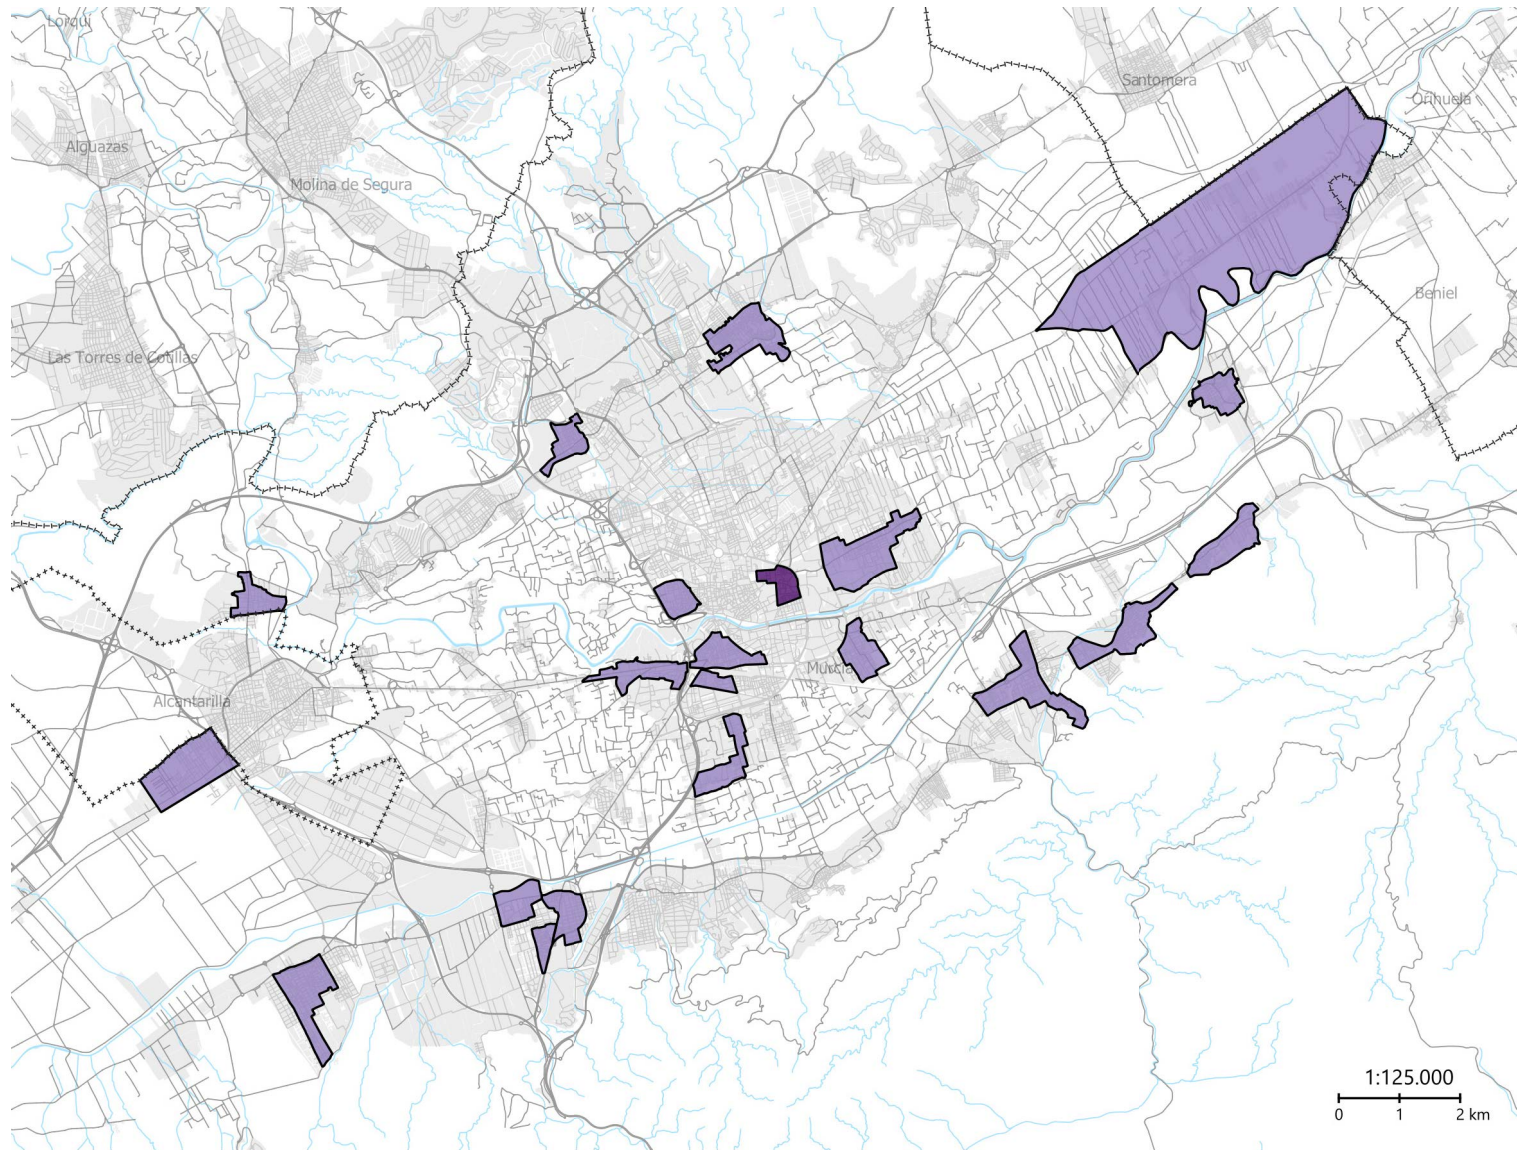 Lorquí
Santomera
Orihuela
Alguazas
Molina de Segura
Beniel
Las Torres de Cotillas
Murcia
Alcantarilla
1:125.000
0 1 2 km